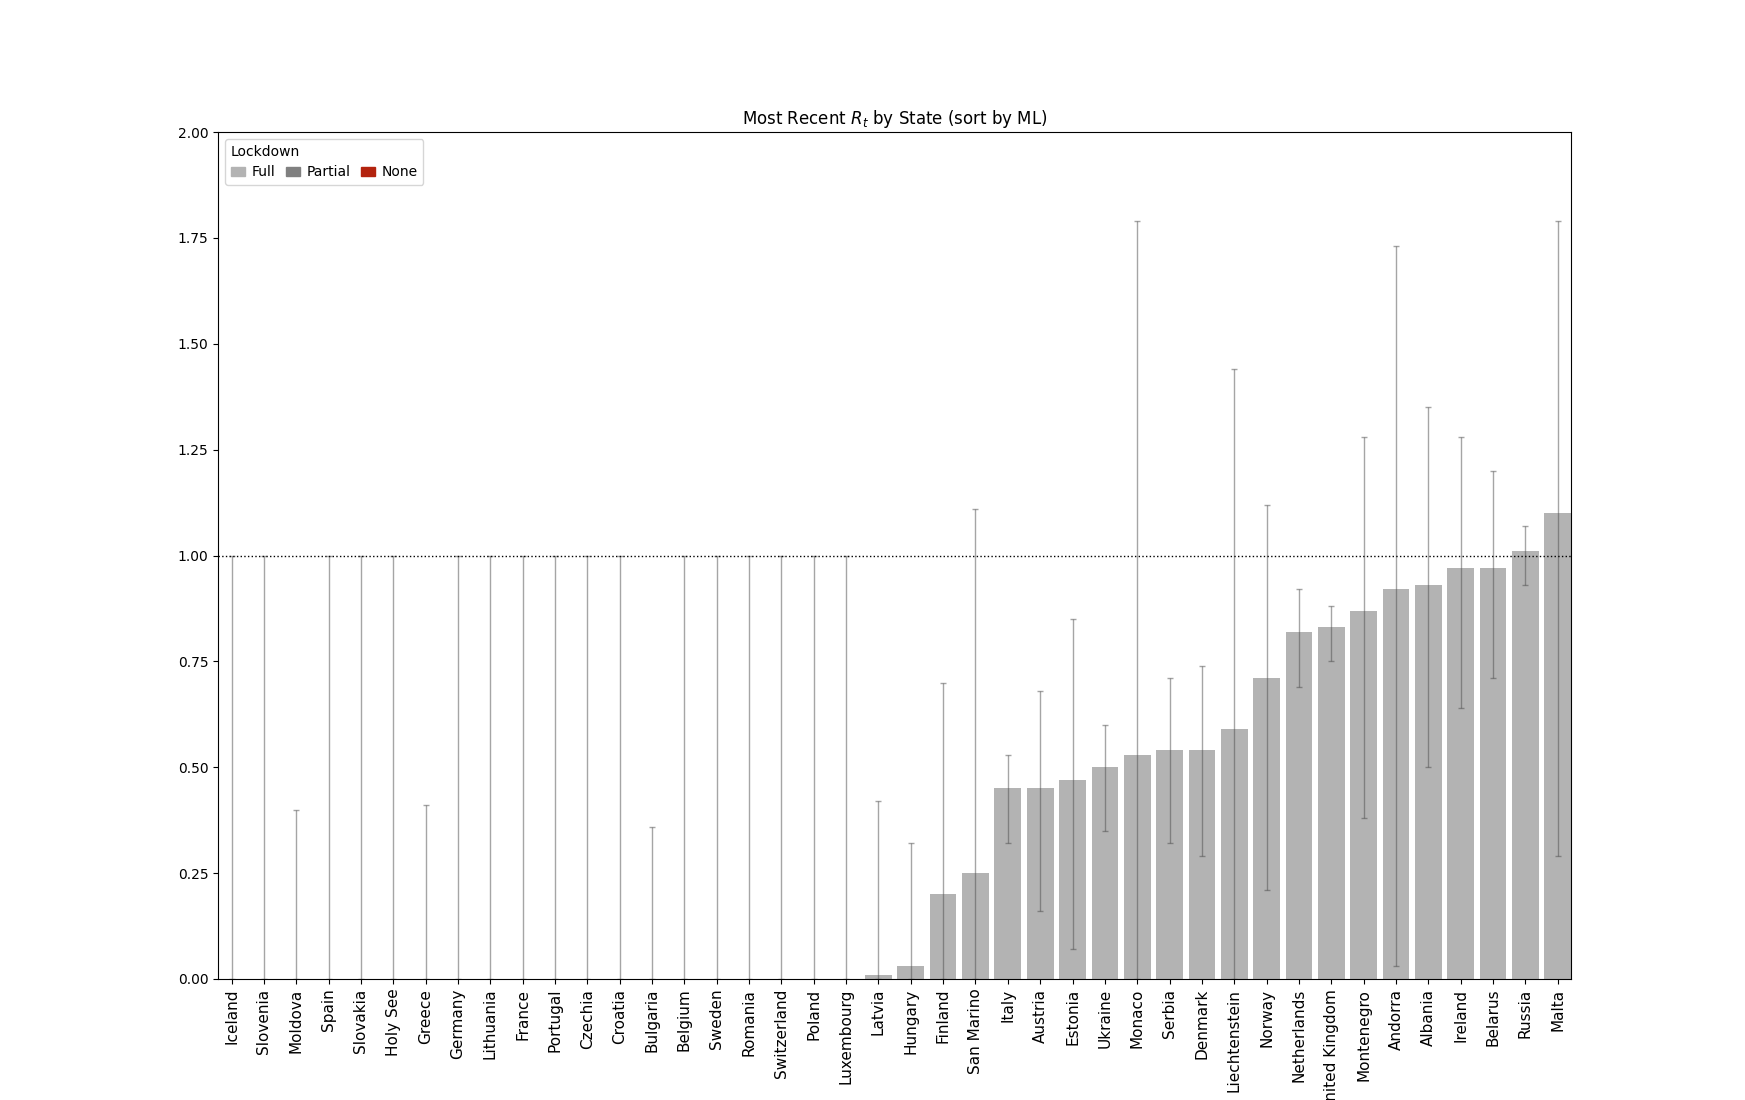 Most Recent Rt by State (sort by ML)
2.00
Lockdown
Full Partial None
1.75
1.50
1.25
1.00
0.75
0.50
0.25
0.00
Iceland
Slovenia
Moldova
Spain
Slovakia
Holy See
Greece
Germany
Lithuania
France
Portugal
Czechia
Croatia
Bulgaria
Belgium
Sweden
Romania
Switzerland
Poland
Luxembourg
Latvia
Hungary
Finland
San Marino
Italy
Austria
Estonia
Ukraine
Monaco
Serbia
Denmark
Liechtenstein
Norway
Netherlands
nited Kingdom
Montenegro
Andorra
Albania
Ireland
Belarus
Russia
Malta